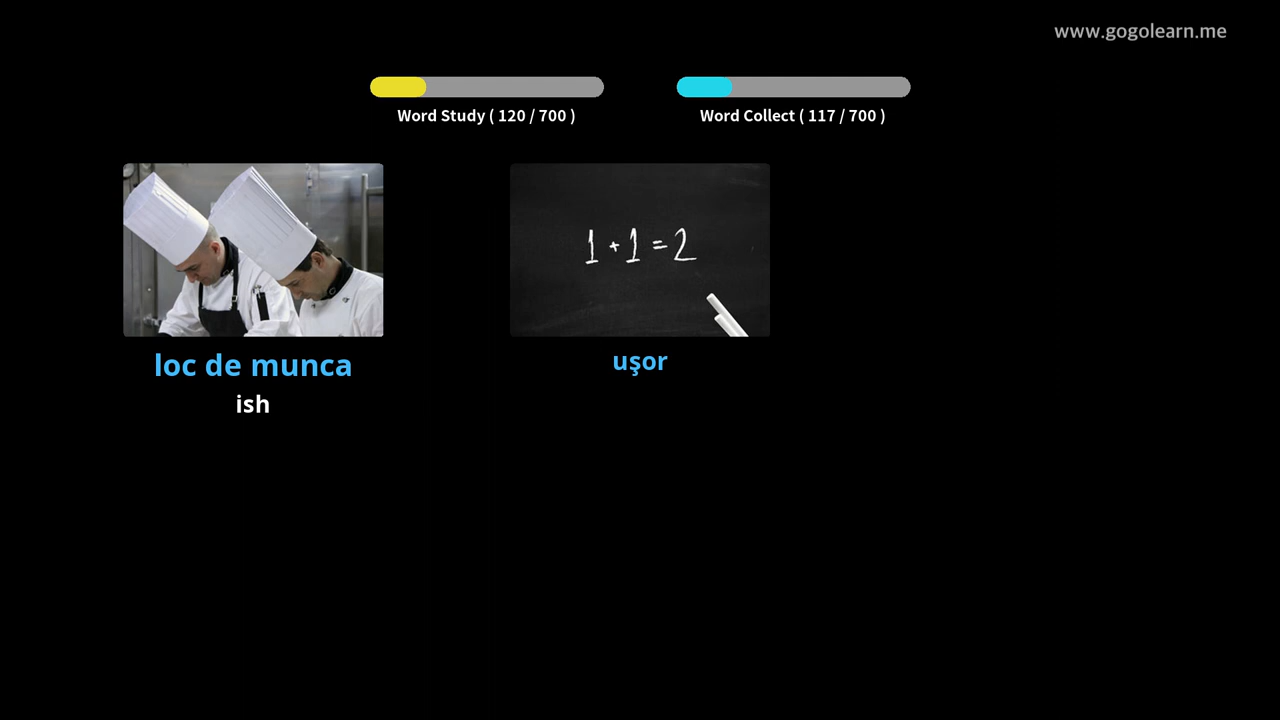 www.gogolearn.me
Word Study ( 120 / 700 )
Word Collect ( 117 / 700 )
1 + 1 = 2
loc de munca
ish
uşor